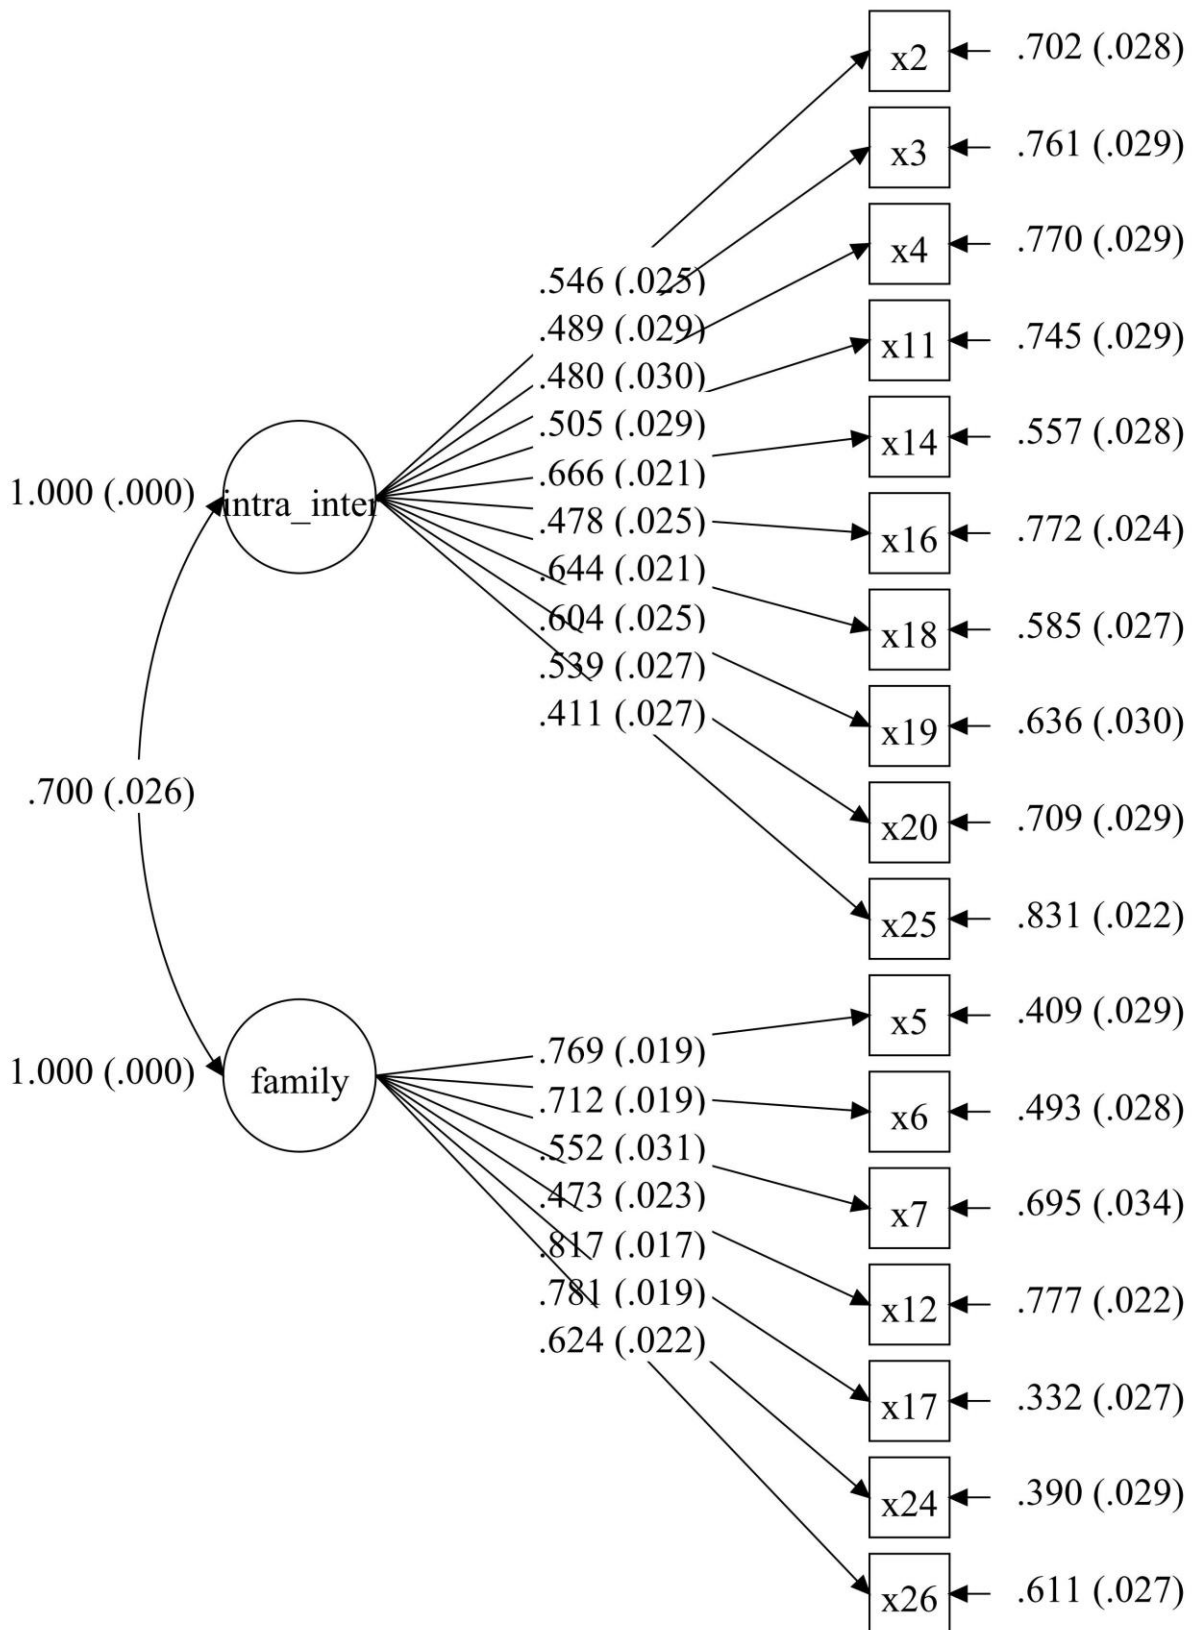 x2 .702 (.028)
x3 .761 (.029)
x4 .770 (.029)
.546 (.025)
.489 (.029)
x11 .745 (.029)
.480 (.030)
.505 (.029)
x14 .557 (.028)
.666 (.021)
1.000 (.000) intra_inter
.478 (.025)
x16 .772 (.024)
.644 (.021)
.604 (.025)
x18 .585 (.027)
.539 (.027)
.411 (.027)
x19 .636 (.030)
.700 (.026)
x20 .709 (.029)
x25 .831 (.022)
x5 .409 (.029)
.769 (.019)
1.000 (.000) family
.712 (.019)
x6 .493 (.028)
.552 (.031)
.473 (.023)
x7 .695 (.034)
.817 (.017)
.781 (.019)
x12 .777 (.022)
.624 (.022)
x17 .332 (.027)
x24 .390 (.029)
x26 .611 (.027)